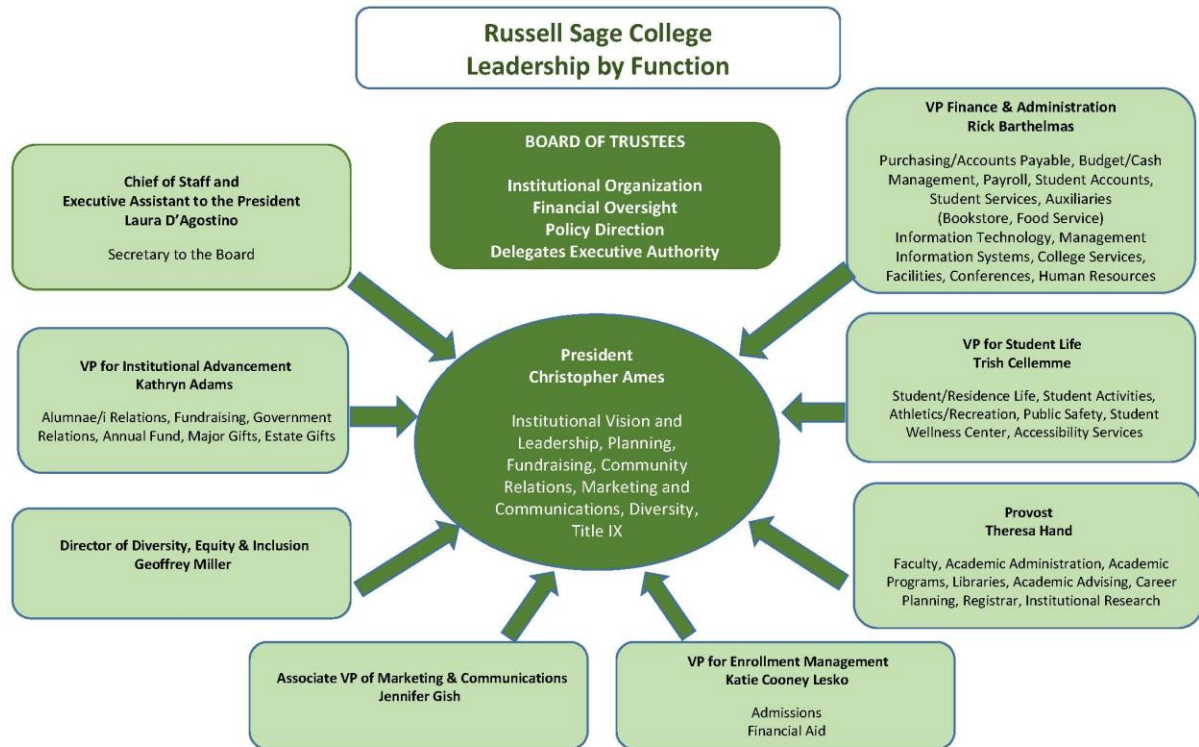 Russell Sage College
Leadership by Function
BOARD OF TRUSTEES
Institutional Organization
Financial Oversight
Policy Direction
Delegates Executive Authority
VP Finance & Administration
Rick Barthelmas
Purchasing/Accounts Payable, Budget/Cash
Management, Payroll, Student Accounts,
Student Services, Auxiliaries
(Bookstore, Food Service)
Information Technology, Management
Information Systems, College Services,
Facilities, Conferences, Human Resources
Chief of Staff and
Executive Assistant to the President
Laura D’Agostino
Secretary to the Board
President
Christopher Ames
Institutional Vision and
Leadership, Planning,
Fundraising, Community
Relations, Marketing and
Communications, Diversity,
Title IX
VP for Institutional Advancement
Kathryn Adams
Alumnae/i Relations, Fundraising, Government
Relations, Annual Fund, Major Gifts, Estate Gifts
VP for Student Life
Trish Cellemme
Student/Residence Life, Student Activities,
Athletics/Recreation, Public Safety, Student
Wellness Center, Accessibility Services
Director of Diversity, Equity & Inclusion
Geoffrey Miller
Provost
Theresa Hand
Faculty, Academic Administration, Academic
Programs, Libraries, Academic Advising, Career
Planning, Registrar, Institutional Research
Associate VP of Marketing & Communications
Jennifer Gish
VP for Enrollment Management
Katie Cooney Lesko
Admissions
Financial Aid